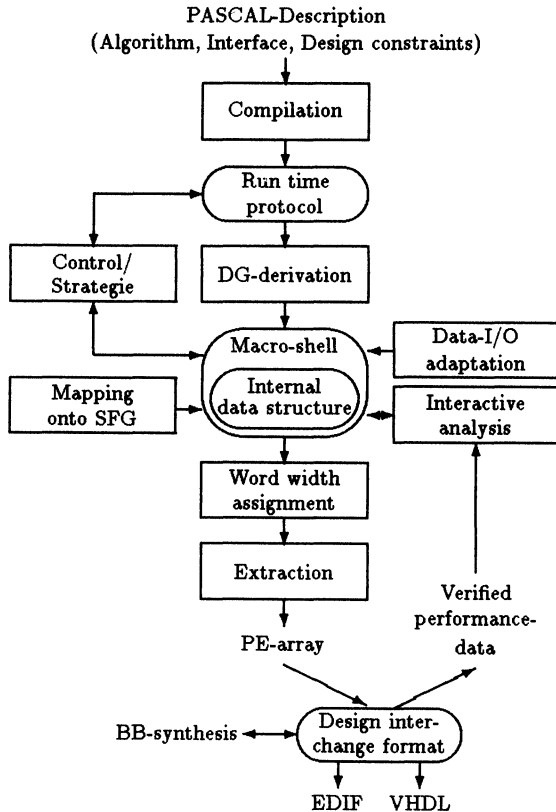 PASCAL-Description
(Algorithm, Interface, Design constraints)
Compilation
Run time
protocol
Control/
Strategie
DG-derivation
Macro-shell
Internal
data structure
Data-I/O
adaptation
Mapping
onto SFG
Interactive
analysis
Word width
assignment
Extraction
PE-array
Verified
performance-
data
BB-synthesis
Design inter-
change format
EDIF
VHDL